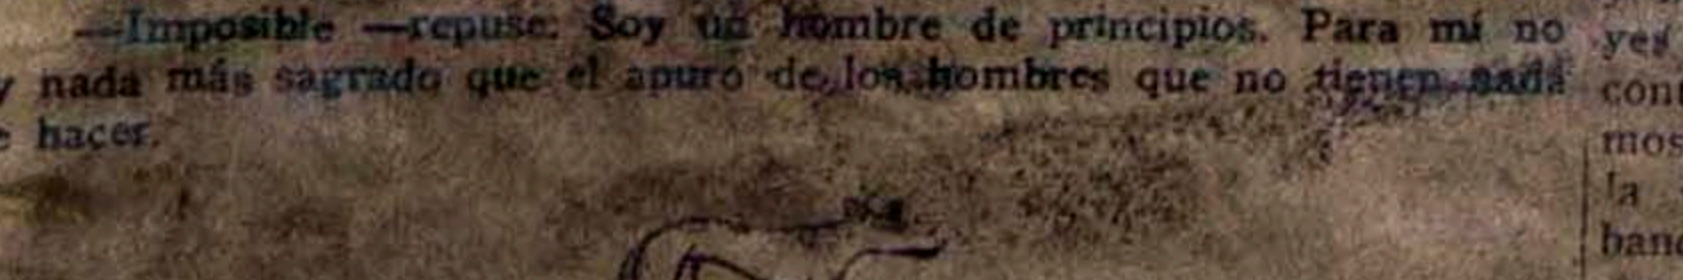 —Imposible —repuse: Soy un hombre de principios. Para mí no
y nada más sagrado que el apuro de los hombres que no tienen nada
e hacer.
yes
cont
mos
la
band